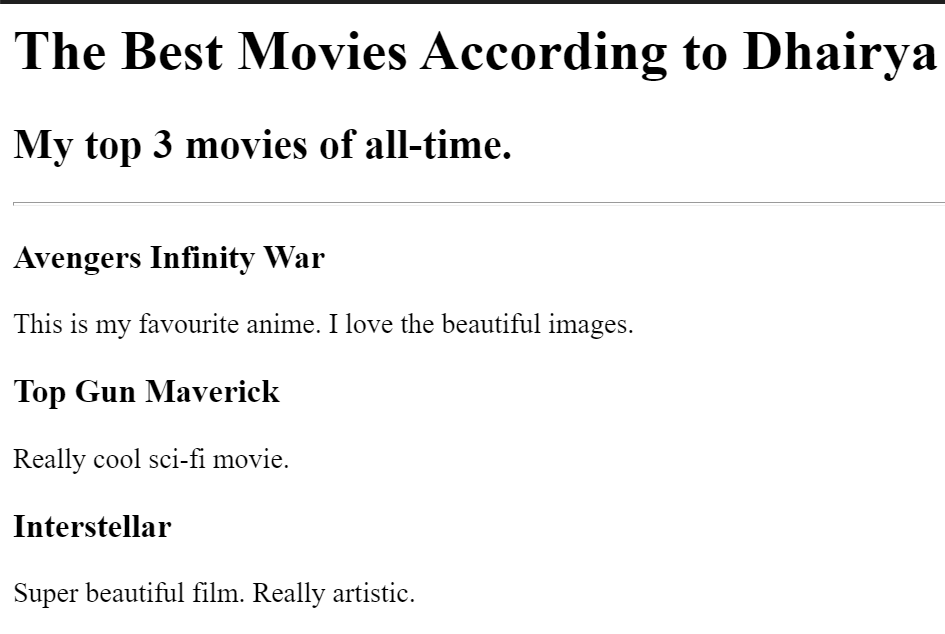 The Best Movies According to Dhairya
My top 3 movies of all-time.
Avengers Infinity War
This is my favourite anime. I love the beautiful images.
Top Gun Maverick
Really cool sci-fi movie.
Interstellar
Super beautiful film. Really artistic.